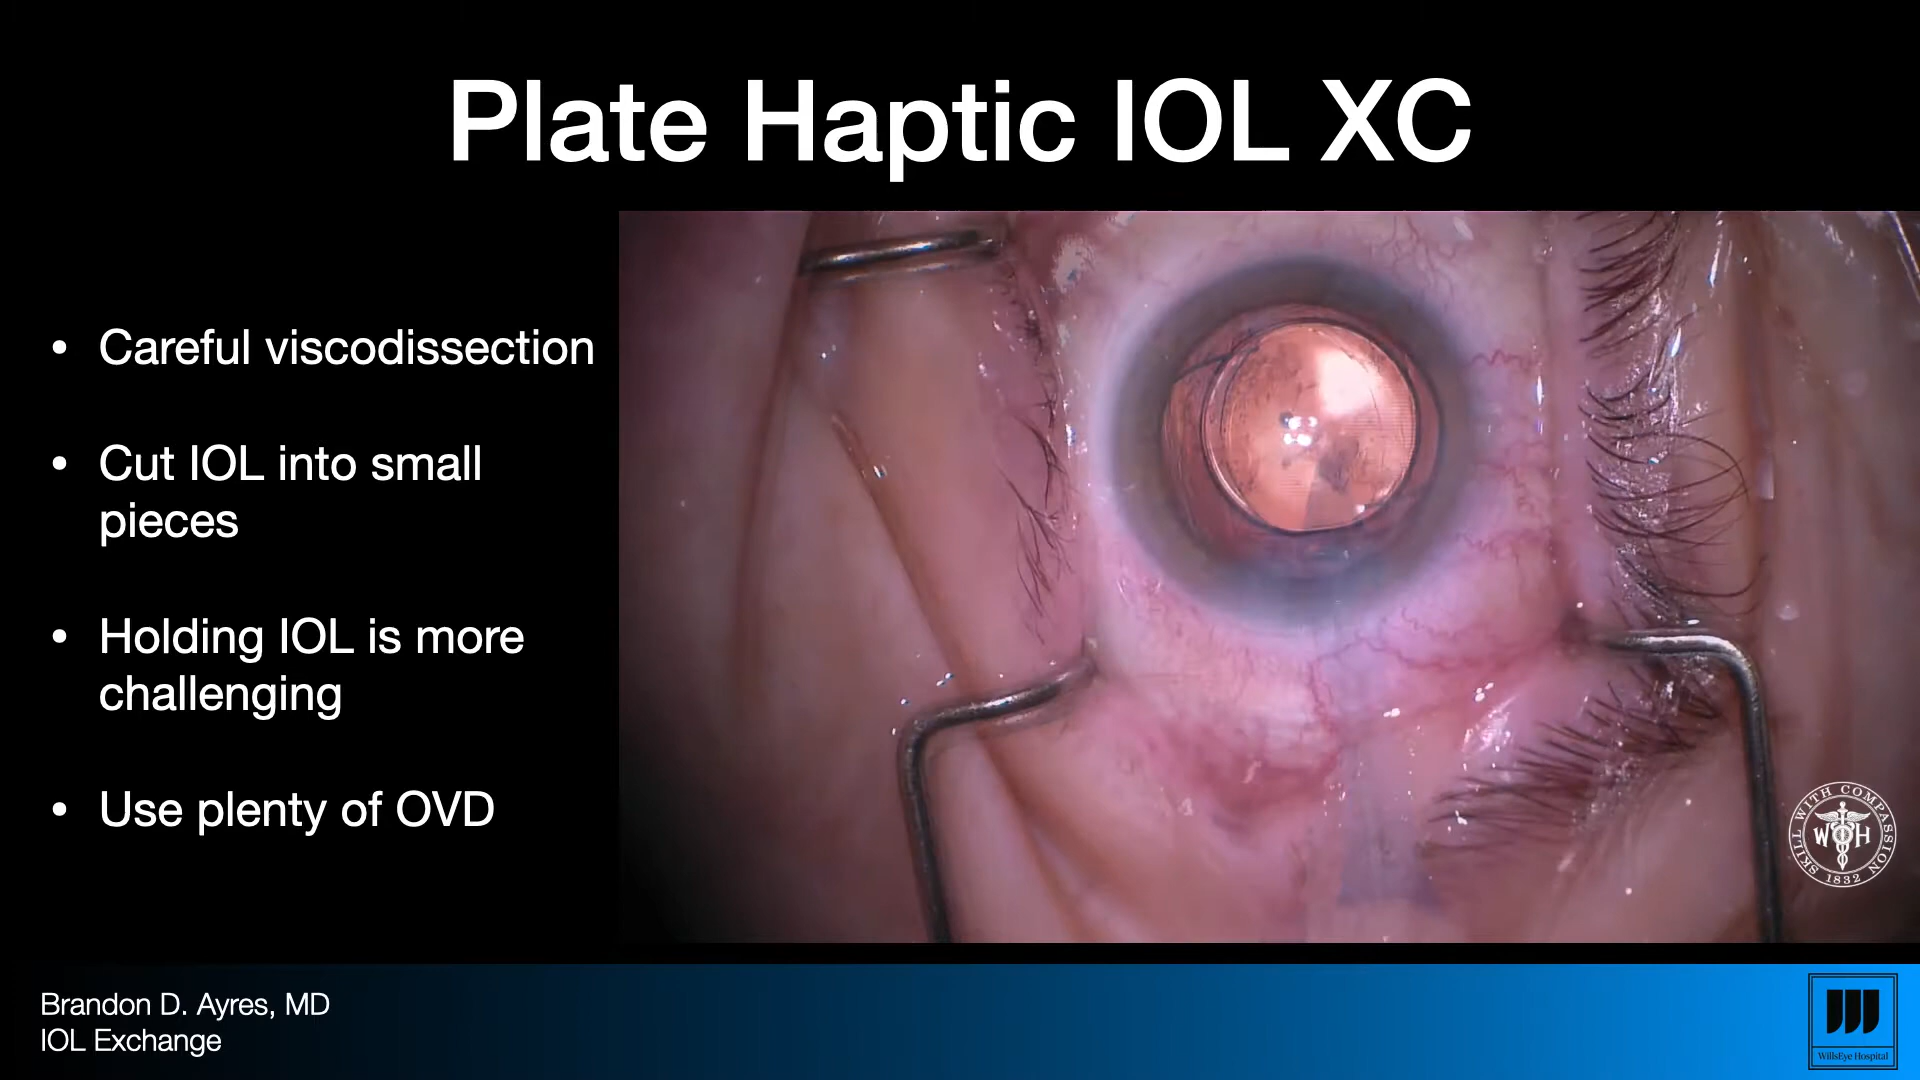 Plate Haptic IOL XC
• Careful viscodissection
• Cut IOL into small
pieces
• Holding IOL is more
challenging
• Use plenty of OVD
SKILL WITH COMPASSION
W H
1832
Brandon D. Ayres, MD
IOL Exchange
WillsEye Hospital